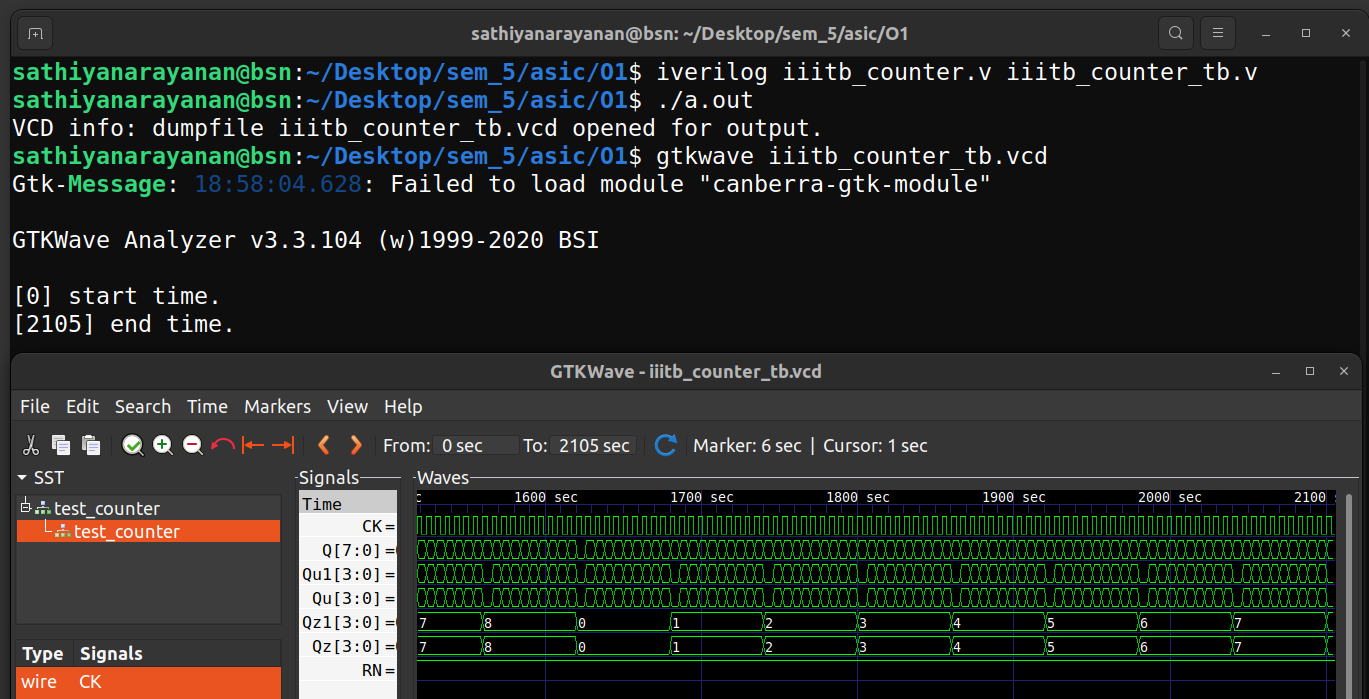 sathiyanarayanan@bsn: ~/Desktop/sem_5/asic/O1
sathiyanarayanan@bsn:~/Desktop/sem_5/asic/O1$ iverilog iiitb_counter.v iiitb_counter_tb.v
sathiyanarayanan@bsn:~/Desktop/sem_5/asic/O1$ ./a.out
VCD info: dumpfile iiitb_counter_tb.vcd opened for output.
sathiyanarayanan@bsn:~/Desktop/sem_5/asic/O1$ gtkwave iiitb_counter_tb.vcd
Gtk-Message: 18:58:04.628: Failed to load module "canberra-gtk-module"
GTKWave Analyzer v3.3.104 (w)1999-2020 BSI
[0] start time.
[2105] end time.
GTKWave - iiitb_counter_tb.vcd
File Edit Search Time Markers View Help
From: 0 sec To: 2105 sec Marker: 6 sec | Cursor: 1 sec
SST
test_counter
test_counter
Type Signals
wire CK
Signals
Time
CK=
Q[7:0]=
Qu1[3:0]=
Qu[3:0]=
Qz1[3:0]=
Qz[3:0]=
RN=
Waves
1600 sec 1700 sec 1800 sec 1900 sec 2000 sec 2100
7 8 0 1 2 3 4 5 6 7
7 8 0 1 2 3 4 5 6 7